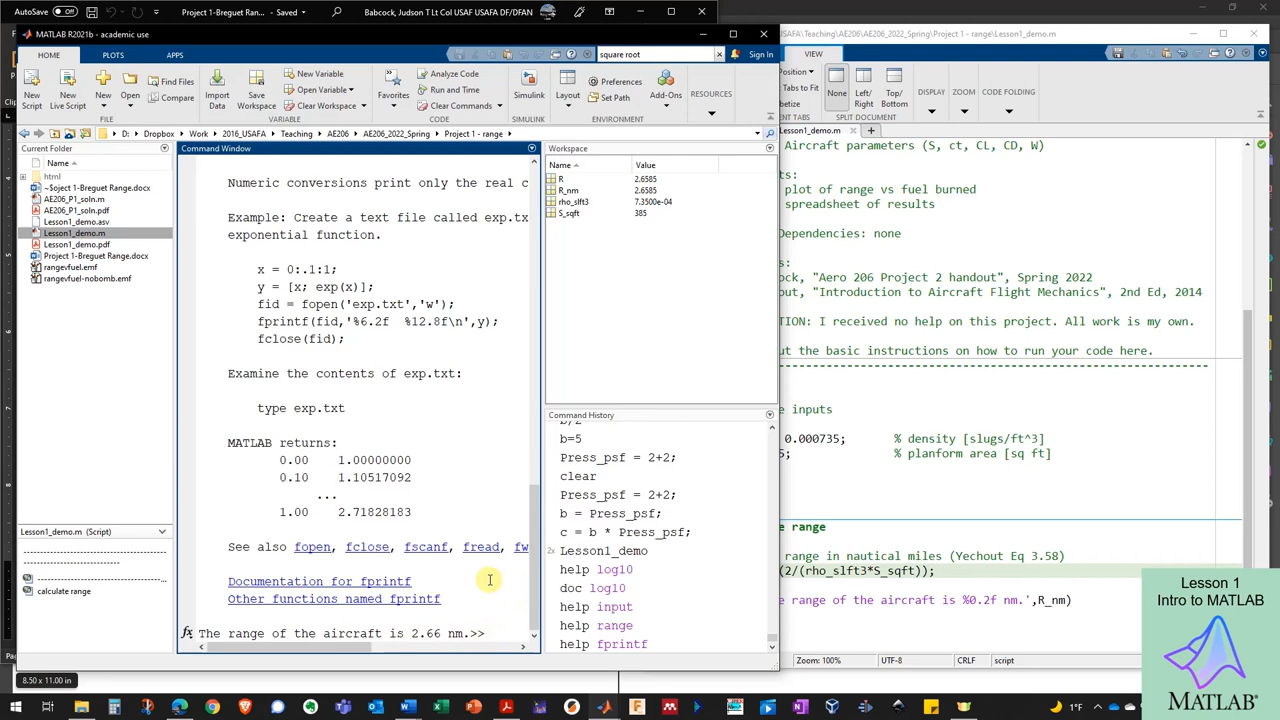 AutoSave Off Project 1-Breguet Ran... - Saved Babcock, Judson T Lt Col USAF USAFA DF/DFAN
MATLAB R2021b - academic use
USAFA\Teaching\AE206\AE206_2022_Spring\Project 1 - range\Lesson1_demo.m
HOME PLOTS APPS square root Sign In
VIEW
New Script New Live Script New Open Find Files Compare
FILE
Import Data Save Workspace New Variable Open Variable Clear Workspace
VARIABLE
Favorites Analyze Code Run and Time Clear Commands
CODE
Simulink
SIMULINK
Layout Preferences Set Path Add-Ons
ENVIRONMENT
RESOURCES
Position
Tabs to Fit
None Left/Right Top/Bottom
SPLIT DOCUMENT
DISPLAY ZOOM CODE FOLDING
D: Dropbox Work 2016_USAFA Teaching AE206 AE206_2022_Spring Project 1 - range
Current Folder
Name
html
~$oject 1-Breguet Range.docx
AE206_P1_soln.m
AE206_P1_soln.pdf
Lesson1_demo.asv
Lesson1_demo.m
Lesson1_demo.pdf
Project 1-Breguet Range.docx
rangevfuel.emf
rangevfuel-nobomb.emf
Lesson1_demo.m (Script)
calculate range
Command Window
Numeric conversions print only the real c
Example: Create a text file called exp.tx
exponential function.
x = 0:.1:1;
y = [x; exp(x)];
fid = fopen('exp.txt','w');
fprintf(fid,'%6.2f %12.8f\n',y);
fclose(fid);
Examine the contents of exp.txt:
type exp.txt
MATLAB returns:
0.00 1.00000000
0.10 1.10517092
...
1.00 2.71828183
See also fopen, fclose, fscanf, fread, fw
Documentation for fprintf
Other functions named fprintf
fx The range of the aircraft is 2.66 nm.>>
Workspace
Name Value
R 2.6585
R_nm 2.6585
rho_slft3 7.3500e-04
S_sqft 385
Command History
b/2
b=5
Press_psf = 2+2;
clear
Press_psf = 2+2;
b = Press_psf;
c = b * Press_psf;
2x Lesson1_demo
help log10
doc log10
help input
help range
help fprintf
Lesson1_demo.m
Aircraft parameters (S, ct, CL, CD, W)
ts:
plot of range vs fuel burned
spreadsheet of results
Dependencies: none
s:
ock, "Aero 206 Project 2 handout", Spring 2022
out, "Introduction to Aircraft Flight Mechanics", 2nd Ed, 2014
TION: I received no help on this project. All work is my own.
ut the basic instructions on how to run your code here.
e inputs
0.000735; % density [slugs/ft^3]
5; % planform area [sq ft]
e range
range in nautical miles (Yechout Eq 3.58)
(2/(rho_slft3*S_sqft));
e range of the aircraft is %0.2f nm.',R_nm)
Zoom: 100% UTF-8 CRLF script
8.50 x 11.00 in
1°F
Lesson 1
Intro to MATLAB
MATLAB